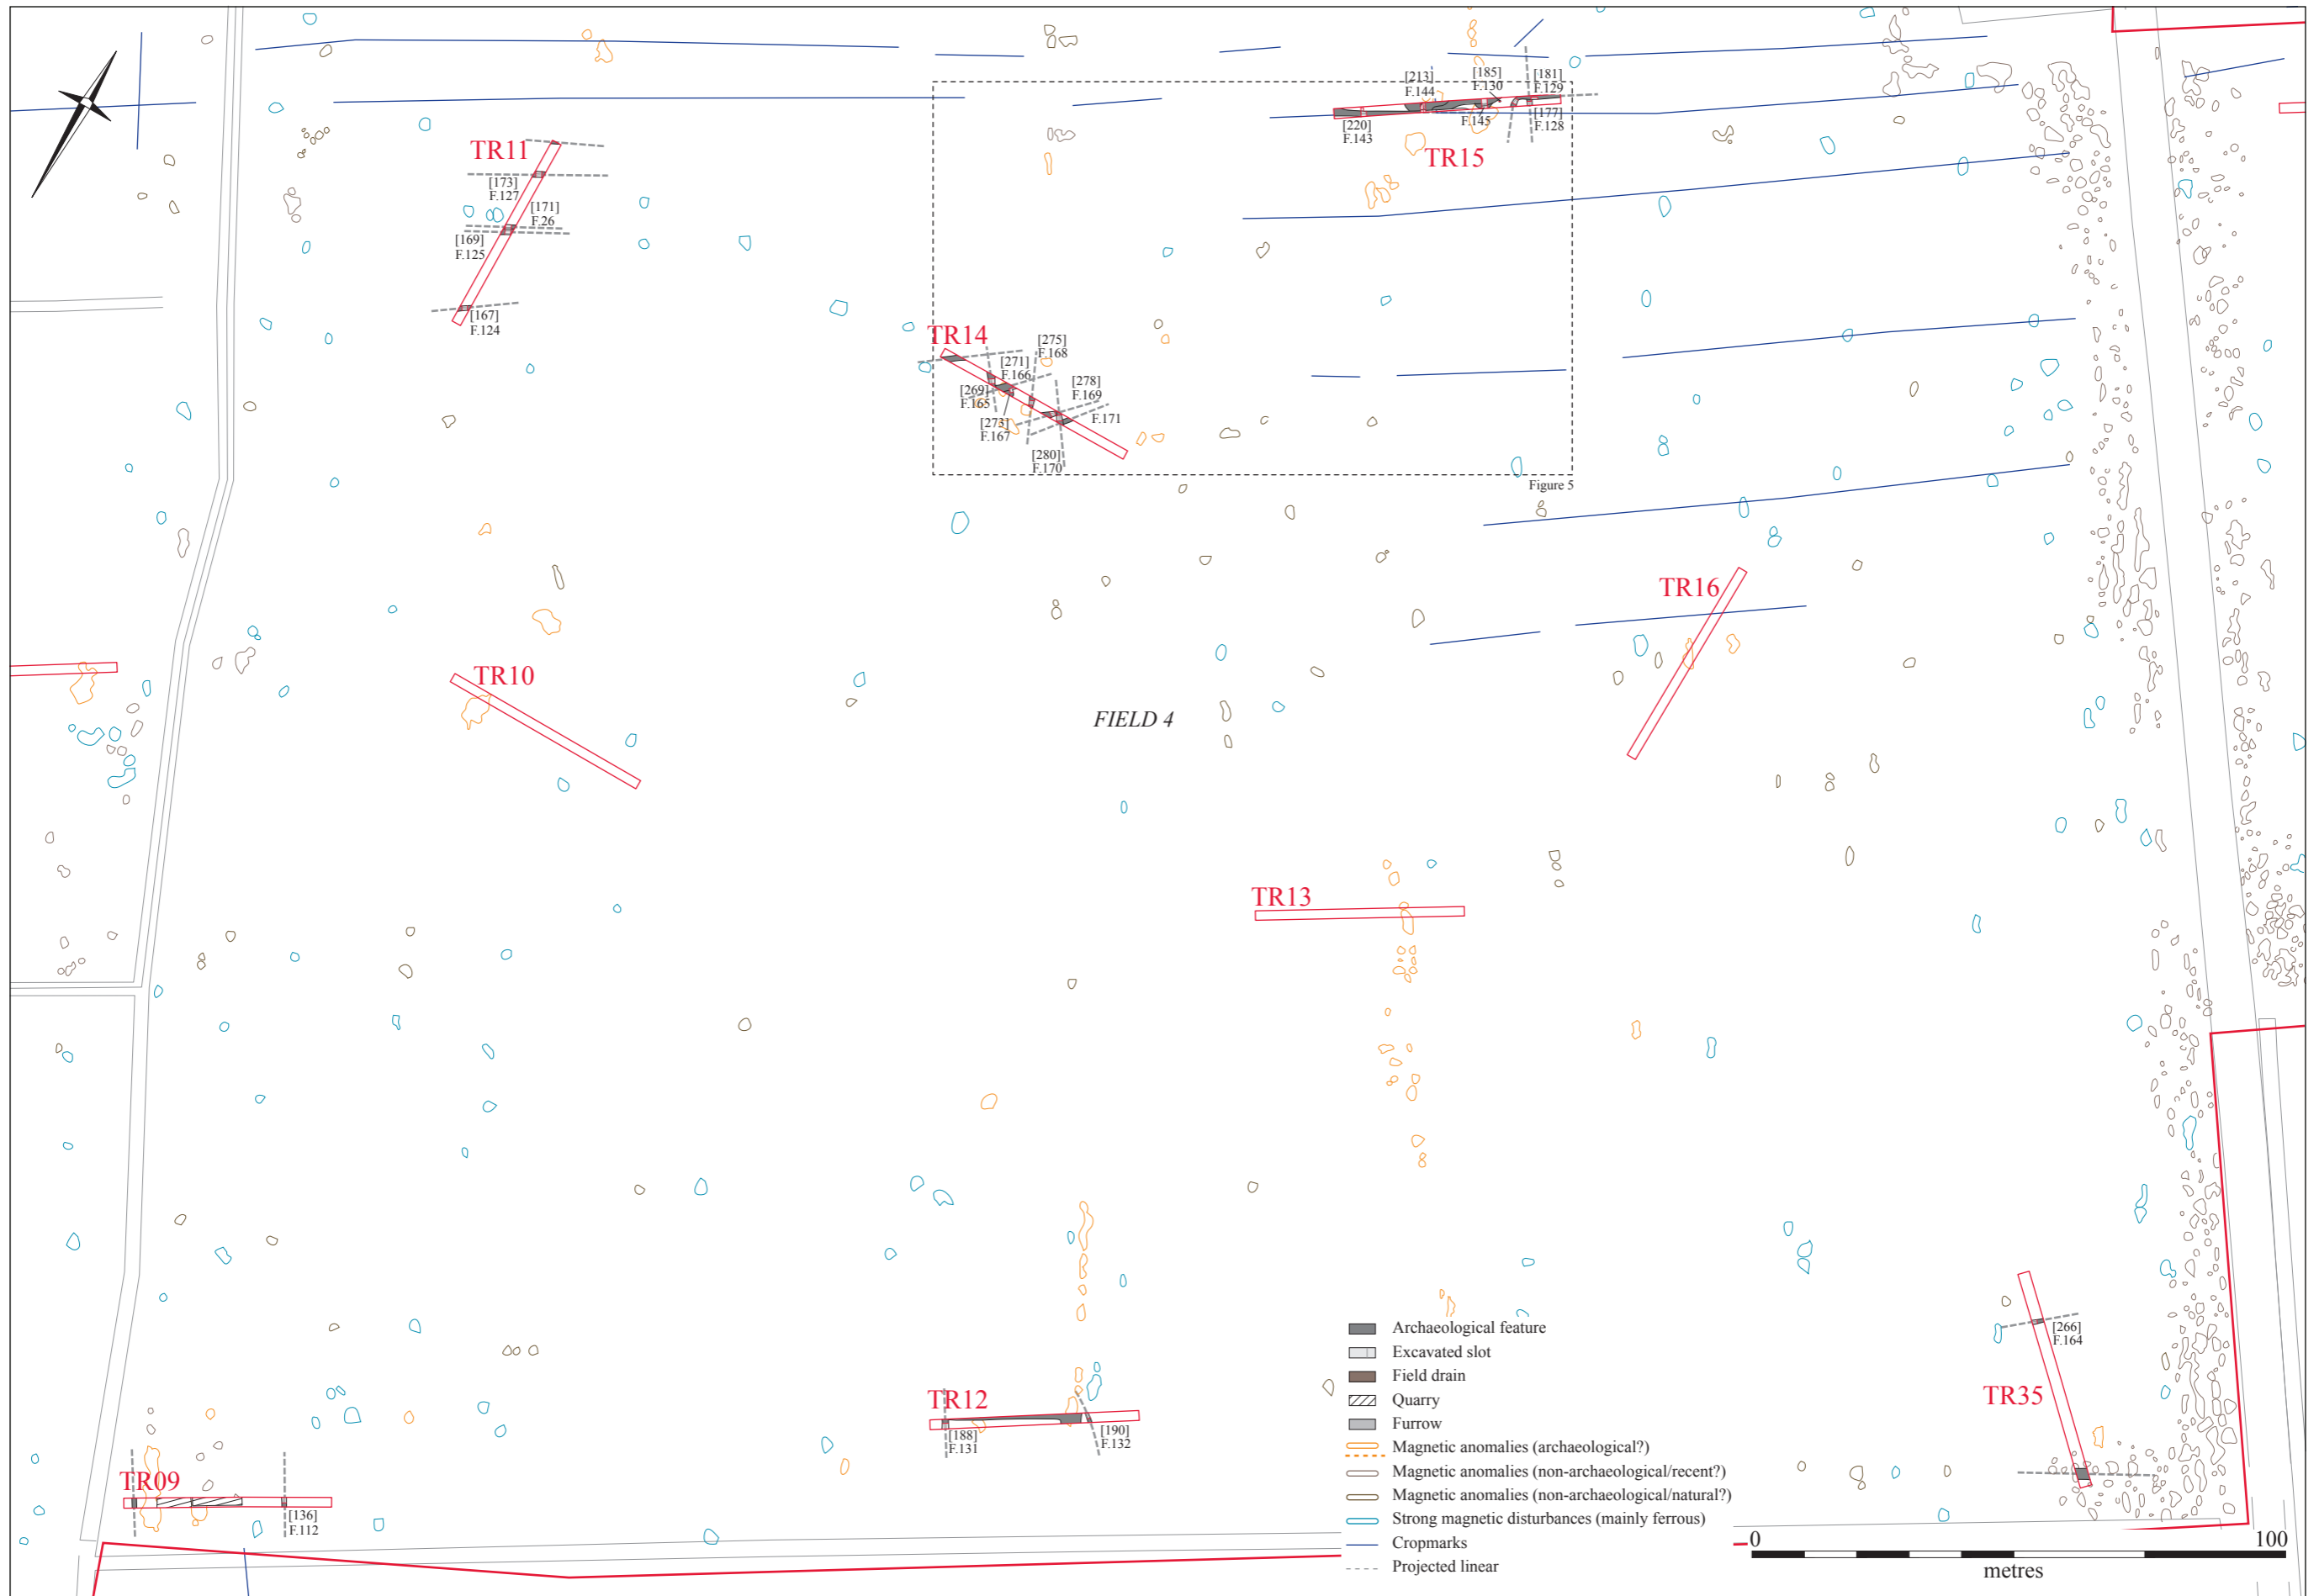 [213]
F.144
[185]
F.130
[181]
F.129
[220]
F.143
F.145
[177]
F.128
TR15
TR11
[173]
F.127
[171]
F.26
[169]
F.125
[167]
F.124
TR14
[275]
F.168
[271]
F.166
[269]
F.165
[278]
F.169
F.171
[273]
F.167
[280]
F.170
Figure 5
TR16
TR10
FIELD 4
TR13
TR12
[188]
F.131
[190]
F.132
TR09
[136]
F.112
[266]
F.164
TR35
Archaeological feature
Excavated slot
Field drain
Quarry
Furrow
Magnetic anomalies (archaeological?)
Magnetic anomalies (non-archaeological/recent?)
Magnetic anomalies (non-archaeological/natural?)
Strong magnetic disturbances (mainly ferrous)
Cropmarks
Projected linear
0 100
metres